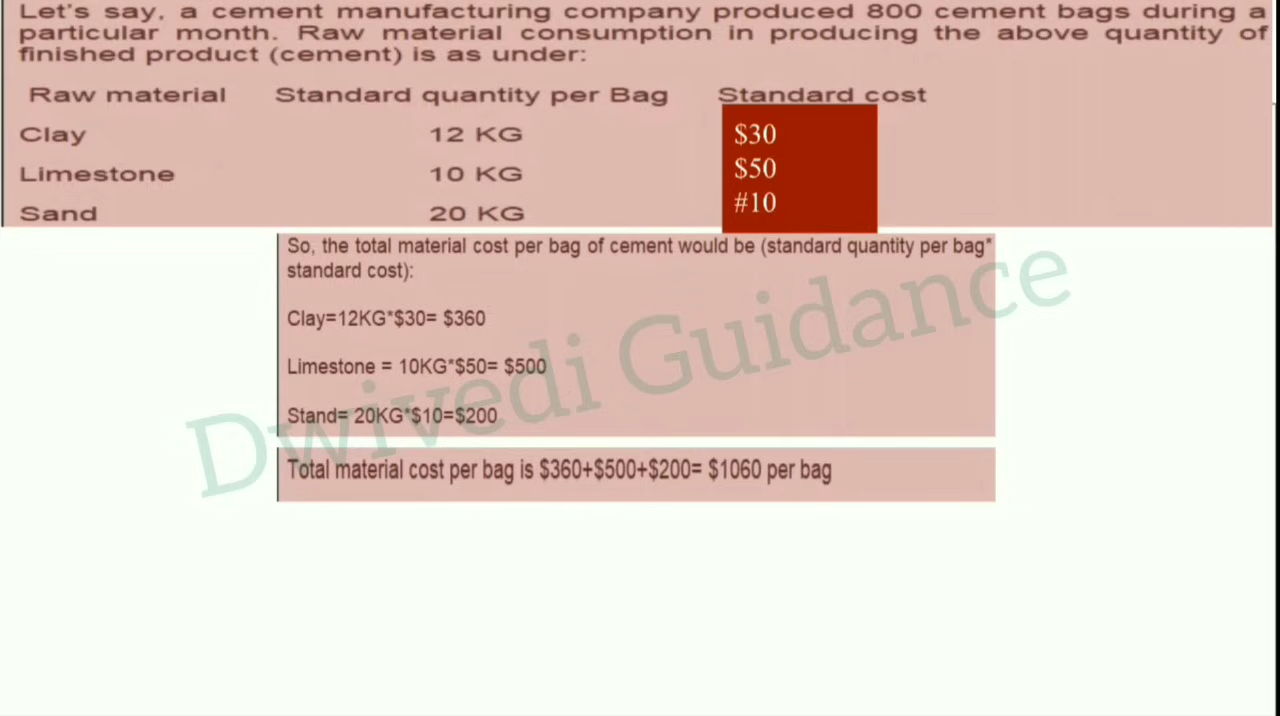 Let's say, a cement manufacturing company produced 800 cement bags during a
particular month. Raw material consumption in producing the above quantity of
finished product (cement) is as under:
Raw material Standard quantity per Bag Standard cost
Clay 12 KG $30
Limestone 10 KG $50
Sand 20 KG #10
So, the total material cost per bag of cement would be (standard quantity per bag*
standard cost):
Clay=12KG*$30= $360
Limestone = 10KG*$50= $500
Stand= 20KG*$10=$200
Total material cost per bag is $360+$500+$200= $1060 per bag
Dwivedi Guidance